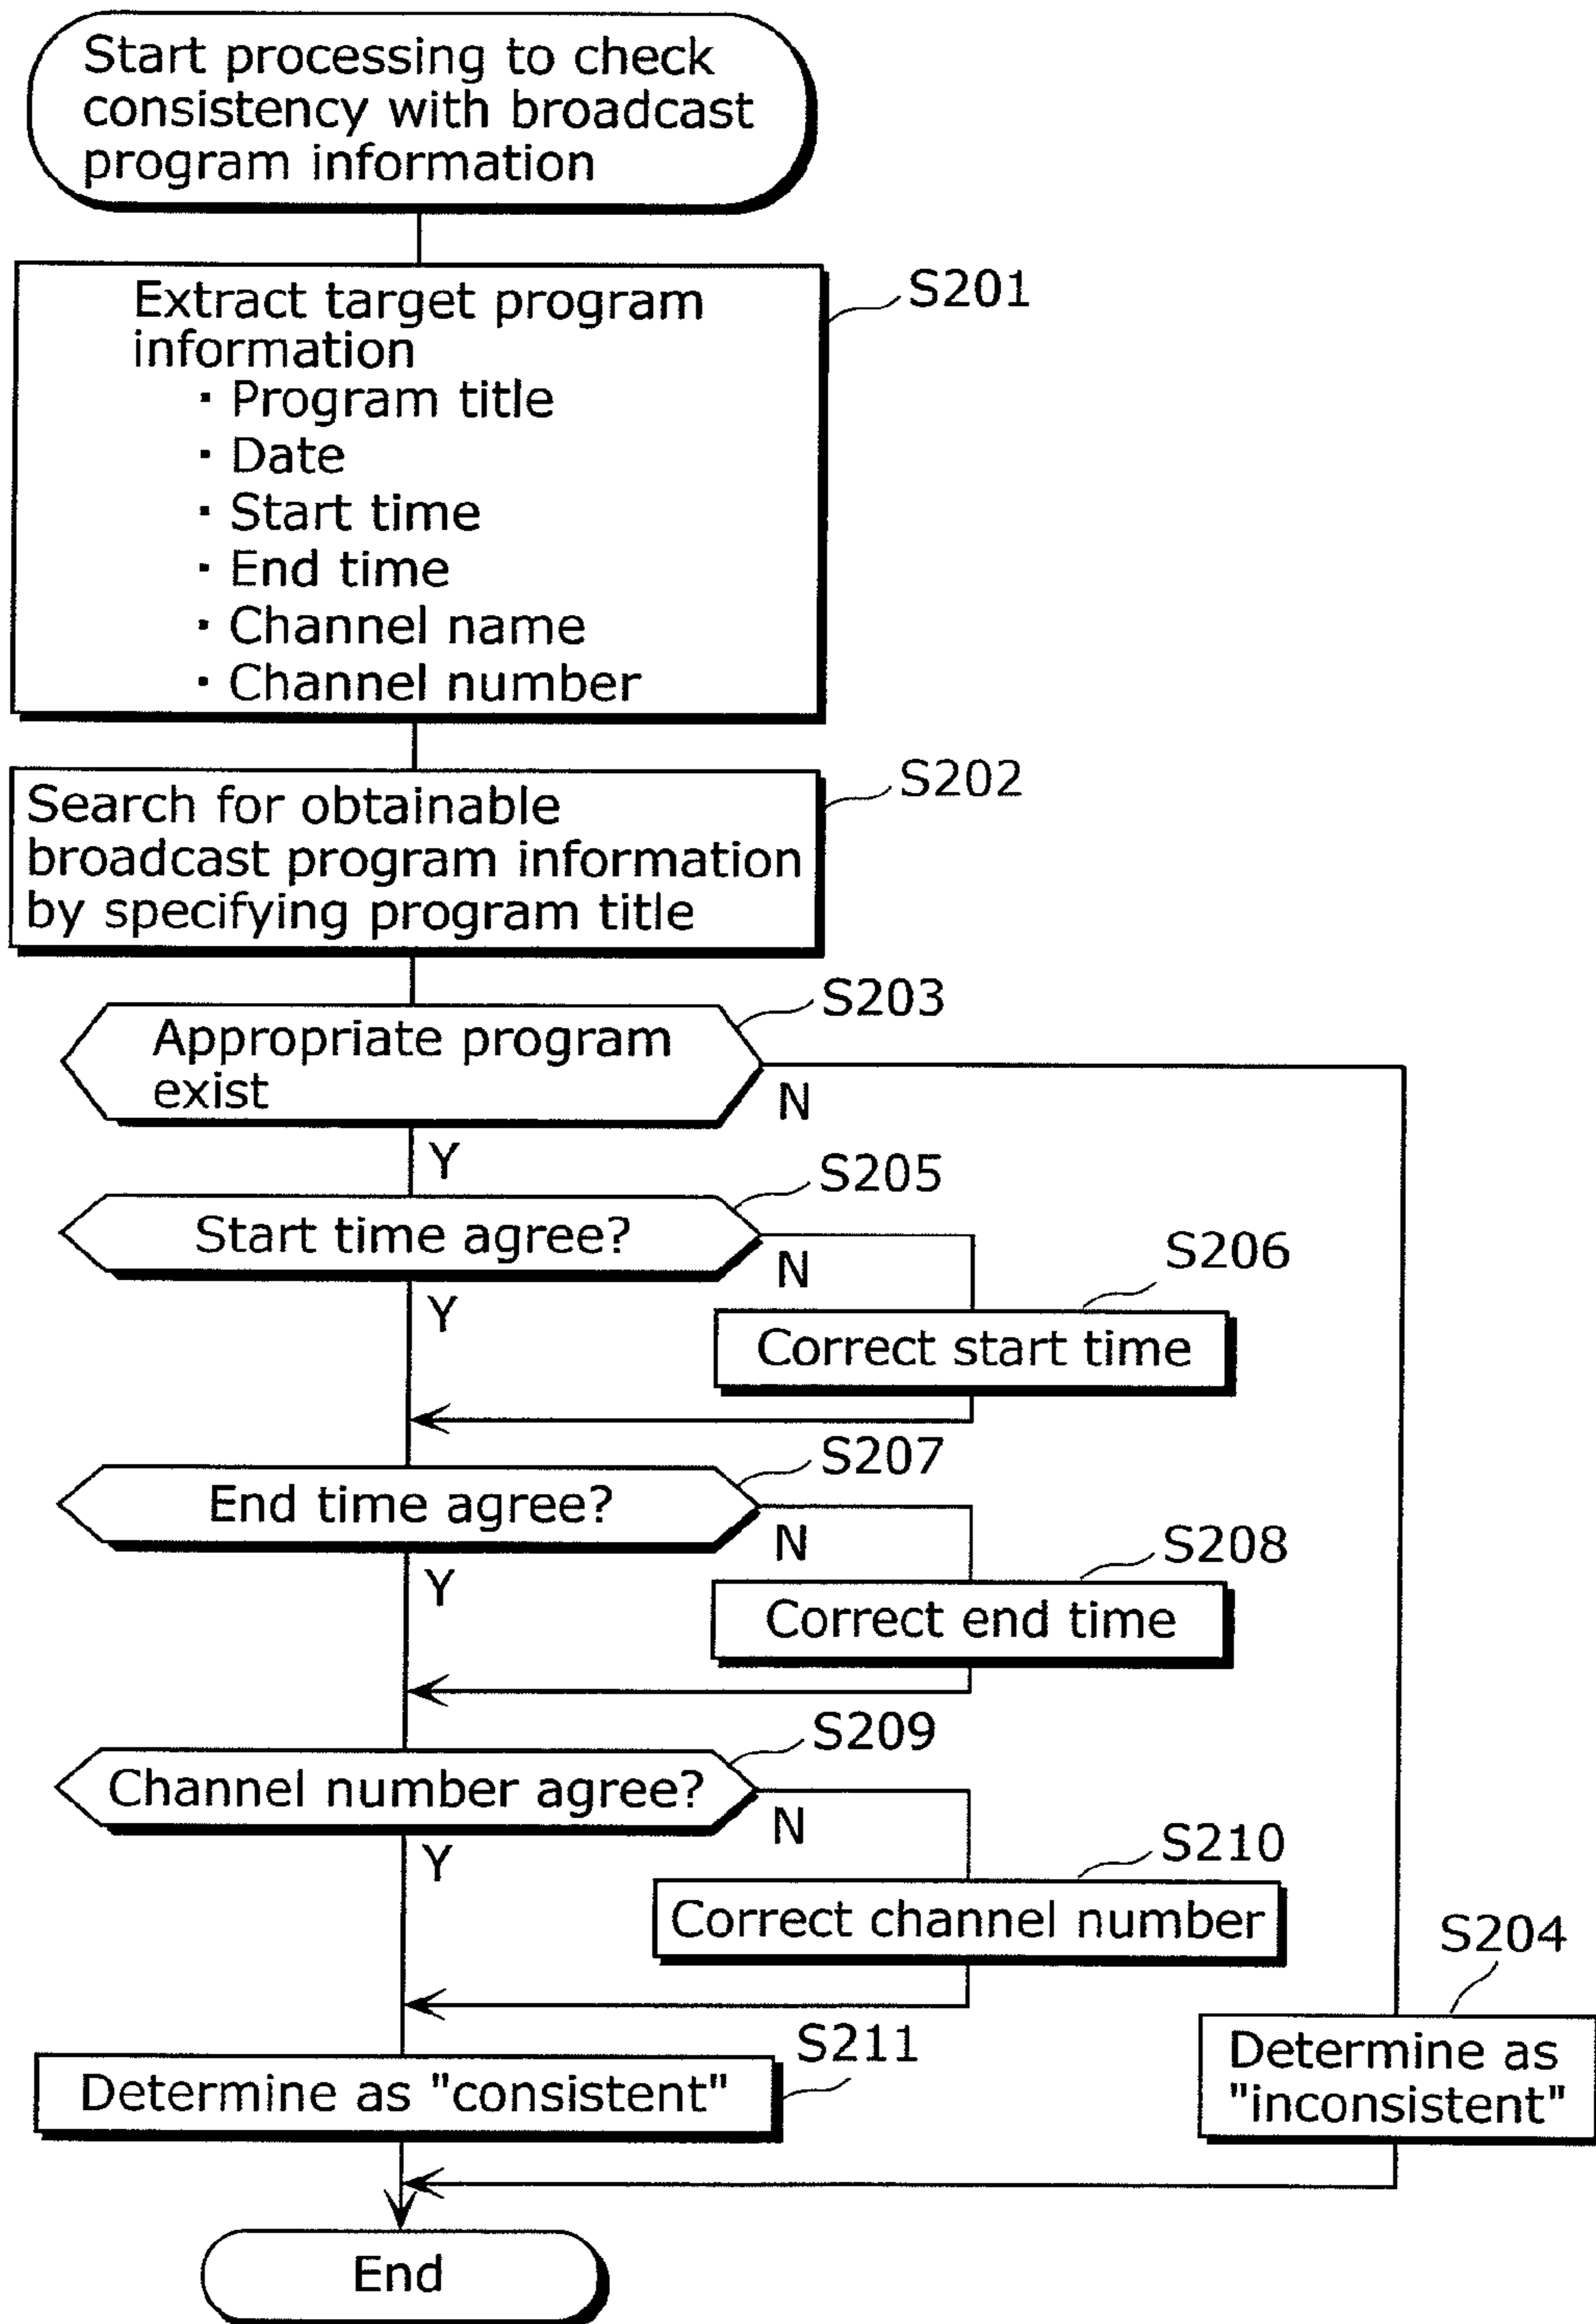 Start processing to check
consistency with broadcast
program information
Extract target program
information
・Program title
・Date
・Start time
・End time
・Channel name
・Channel number
S201
Search for obtainable
broadcast program information
by specifying program title
S202
Appropriate program
exist
S203
N
Y
Start time agree?
S205
N
Y
S206
Correct start time
End time agree?
S207
N
Y
S208
Correct end time
Channel number agree?
S209
N
Y
S210
Correct channel number
S204
Determine as
"inconsistent"
S211
Determine as "consistent"
End